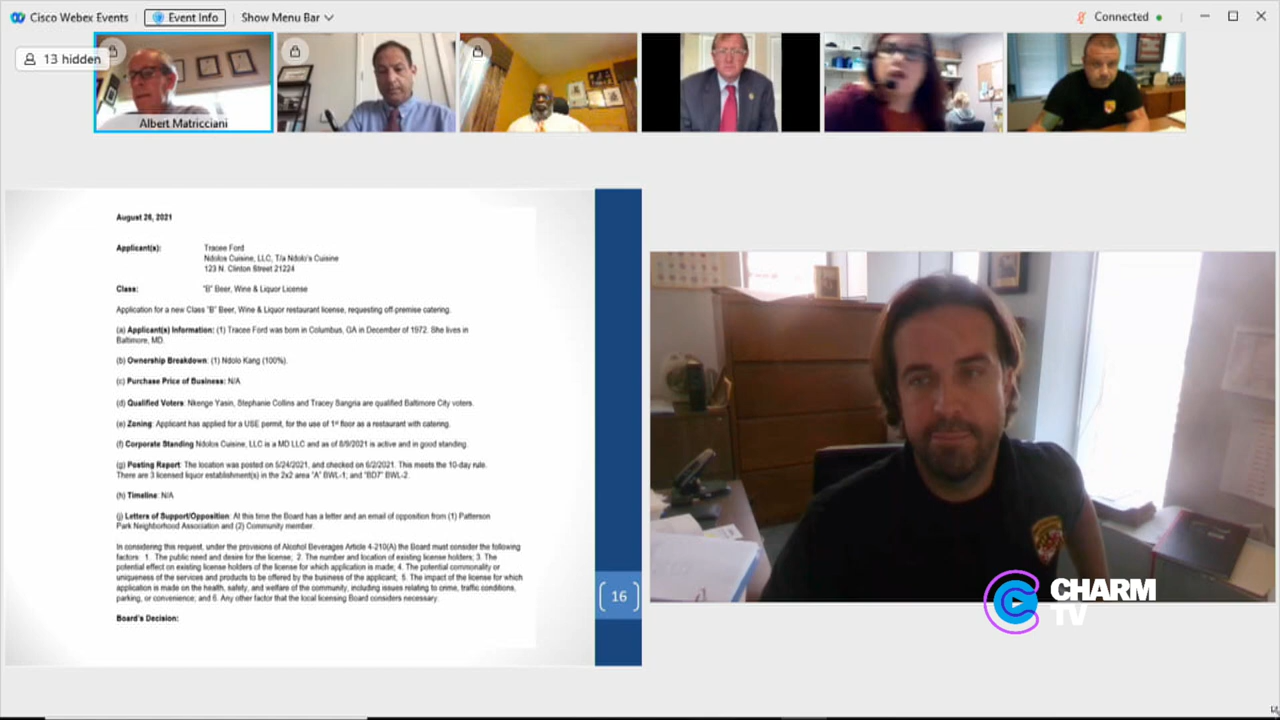 Cisco Webex Events
Event Info
Show Menu Bar
Connected
13 hidden
Albert Matricciani
August 26, 2021
Applicant(s): Tracee Ford
Ndolos Cuisine, LLC, T/a Ndolo's Cuisine
123 N. Clinton Street 21224
Class: "B" Beer, Wine & Liquor License
Application for a new Class "B" Beer, Wine & Liquor restaurant license, requesting off-premise catering.
(a) Applicant(s) Information: (1) Tracee Ford was born in Columbus, GA in December of 1972. She lives in
Baltimore, MD.
(b) Ownership Breakdown: (1) Ndolo Kang (100%).
(c) Purchase Price of Business: N/A
(d) Qualified Voters: Nkenge Yasin, Stephanie Collins and Tracey Sangria are qualified Baltimore City voters.
(e) Zoning: Applicant has applied for a USE permit, for the use of 1st floor as a restaurant with catering.
(f) Corporate Standing Ndolos Cuisine, LLC is a MD LLC and as of 8/9/2021 is active and in good standing.
(g) Posting Report: The location was posted on 5/24/2021, and checked on 6/2/2021. This meets the 10-day rule.
There are 3 licensed liquor establishment(s) in the 2x2 area "A" BWL-1; and "BD7" BWL-2.
(h) Timeline: N/A
(j) Letters of Support/Opposition: At this time the Board has a letter and an email of opposition from (1) Patterson
Park Neighborhood Association and (2) Community member.
In considering this request, under the provisions of Alcohol Beverages Article 4-210(A) the Board must consider the following
factors: 1. The public need and desire for the license; 2. The number and location of existing license holders; 3. The
potential effect on existing license holders of the license for which application is made; 4. The potential commonality or
uniqueness of the services and products to be offered by the business of the applicant; 5. The impact of the license for which
application is made on the health, safety, and welfare of the community, including issues relating to crime, traffic conditions,
parking, or convenience; and 6. Any other factor that the local licensing Board considers necessary.
Board's Decision:
16
CHARM
TV